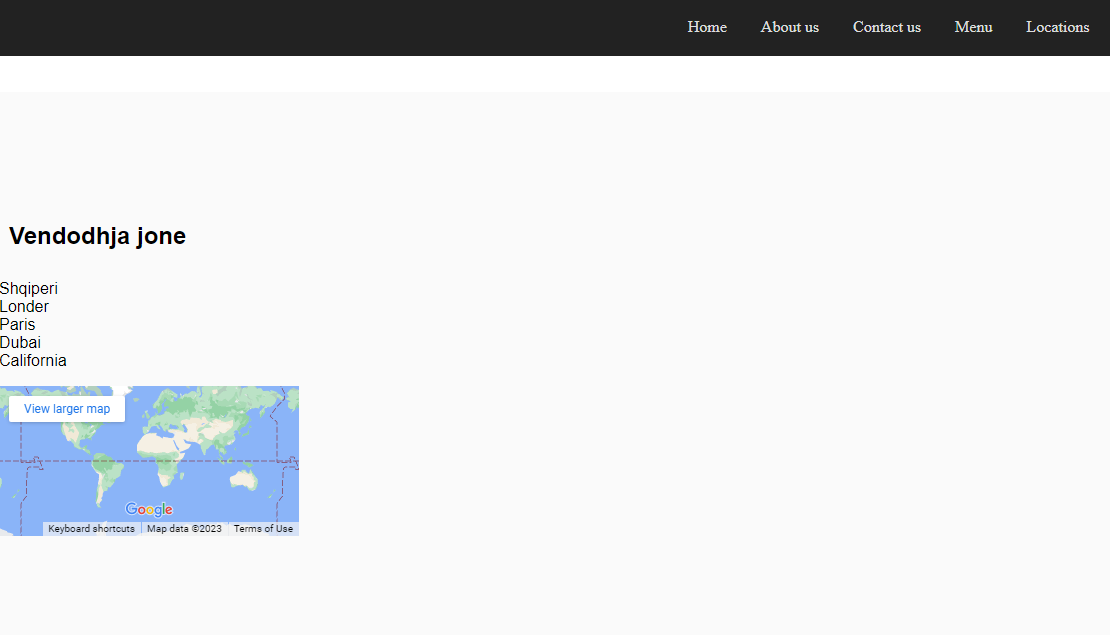 Home About us Contact us Menu Locations
Vendodhja jone
Shqiperi
Londer
Paris
Dubai
California
View larger map
Google
Keyboard shortcuts Map data ©2023 Terms of Use